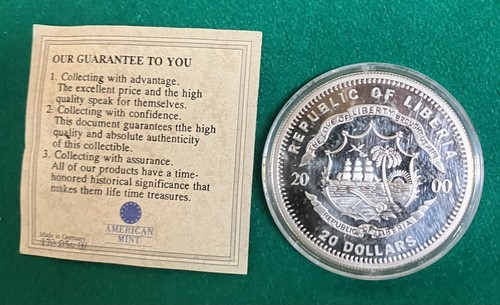 OUR GUARANTEE TO YOU
1. Collecting with advantage.
The excellent price and the high
quality speak for themselves.
2. Collecting with confidence.
This document guarantees the high
quality and absolute authenticity
of this collectible.
3. Collecting with assurance.
All of our products have a time-
honored historical significance that
makes them life time treasures.
AMERICAN
MINT
Made in Germany
REPUBLIC OF LIBERIA
THE LOVE OF LIBERTY BROUGHT US
20 00
REPUBLIC OF LIBERIA
20 DOLLARS